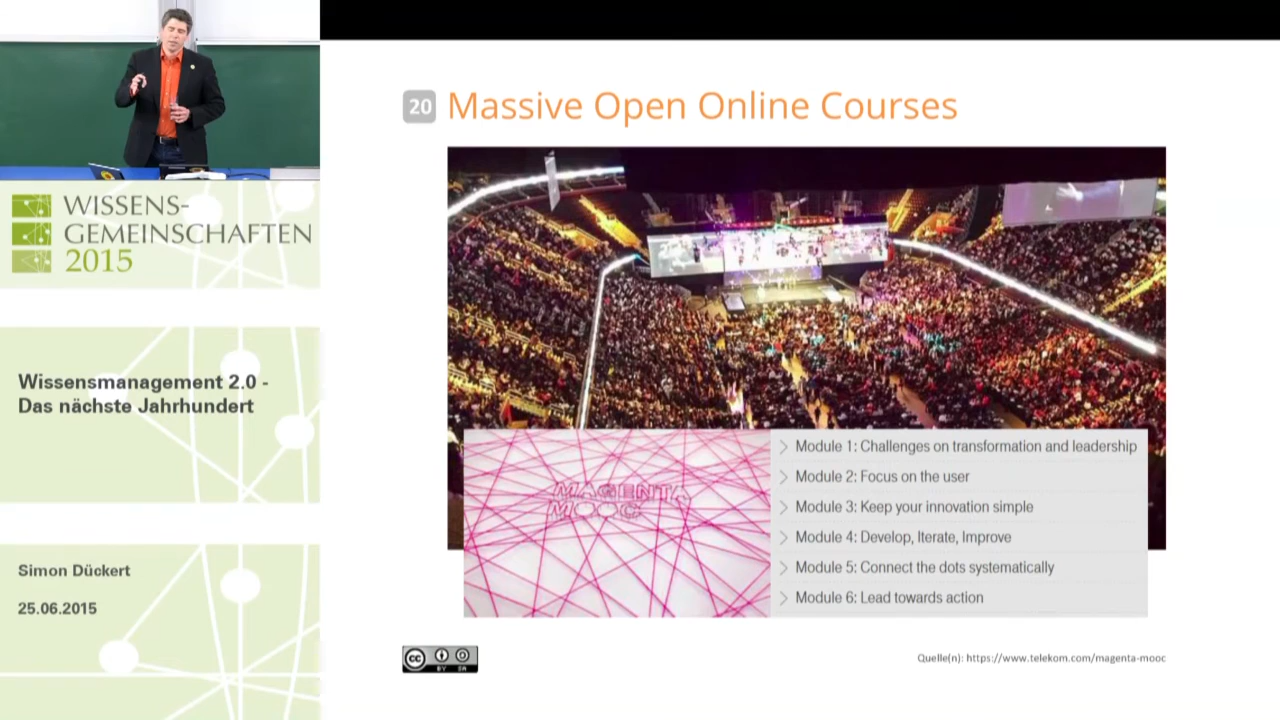 WISSENS-
GEMEINSCHAFTEN
2015
Wissensmanagement 2.0 -
Das nächste Jahrhundert
Simon Dückert
25.06.2015
20 Massive Open Online Courses
MAGENTA
MOOC
Module 1: Challenges on transformation and leadership
Module 2: Focus on the user
Module 3: Keep your innovation simple
Module 4: Develop, Iterate, Improve
Module 5: Connect the dots systematically
Module 6: Lead towards action
cc BY SA
Quelle(n): https://www.telekom.com/magenta-mooc